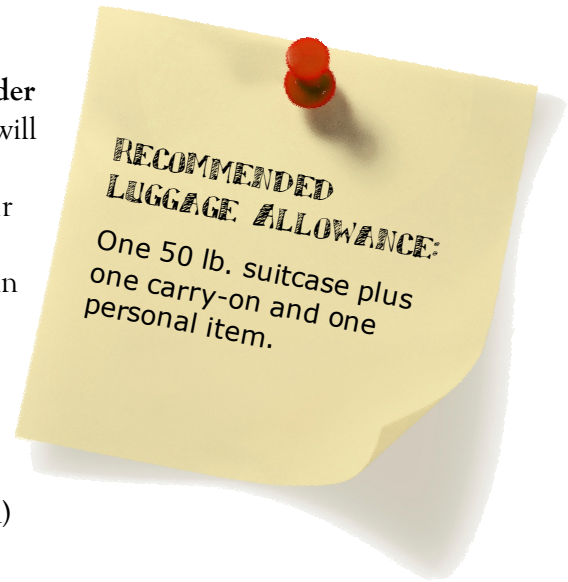 der
will
r
n
)
RECOMMENDED
LUGGAGE ALLOWANCE:
One 50 lb. suitcase plus
one carry-on and one
personal item.